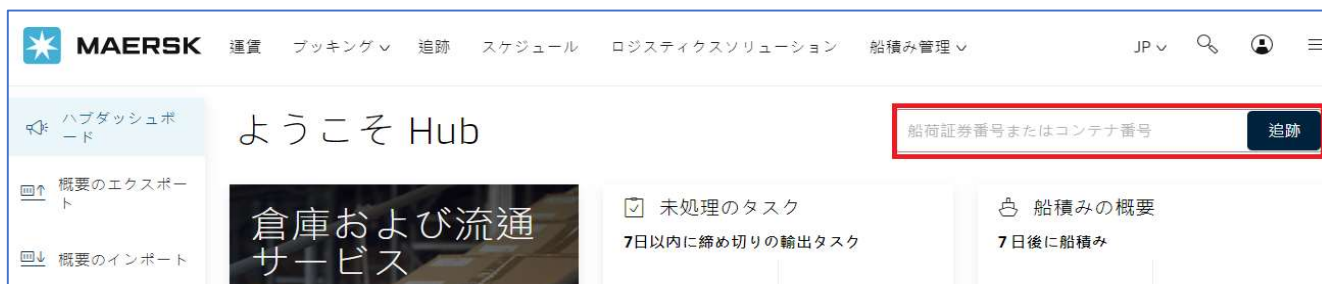 MAERSK 運賃 ブッキング 追跡 スケジュール ロジスティクスソリューション 船積み管理 JP
ハブダッシュボ
ード
ようこそ Hub
船荷証券番号またはコンテナ番号 追跡
概要のエクスポー
ト
概要のインポート
倉庫および流通
サービス
未処理のタスク
7日以内に締め切りの輸出タスク
船積みの概要
7日後に船積み